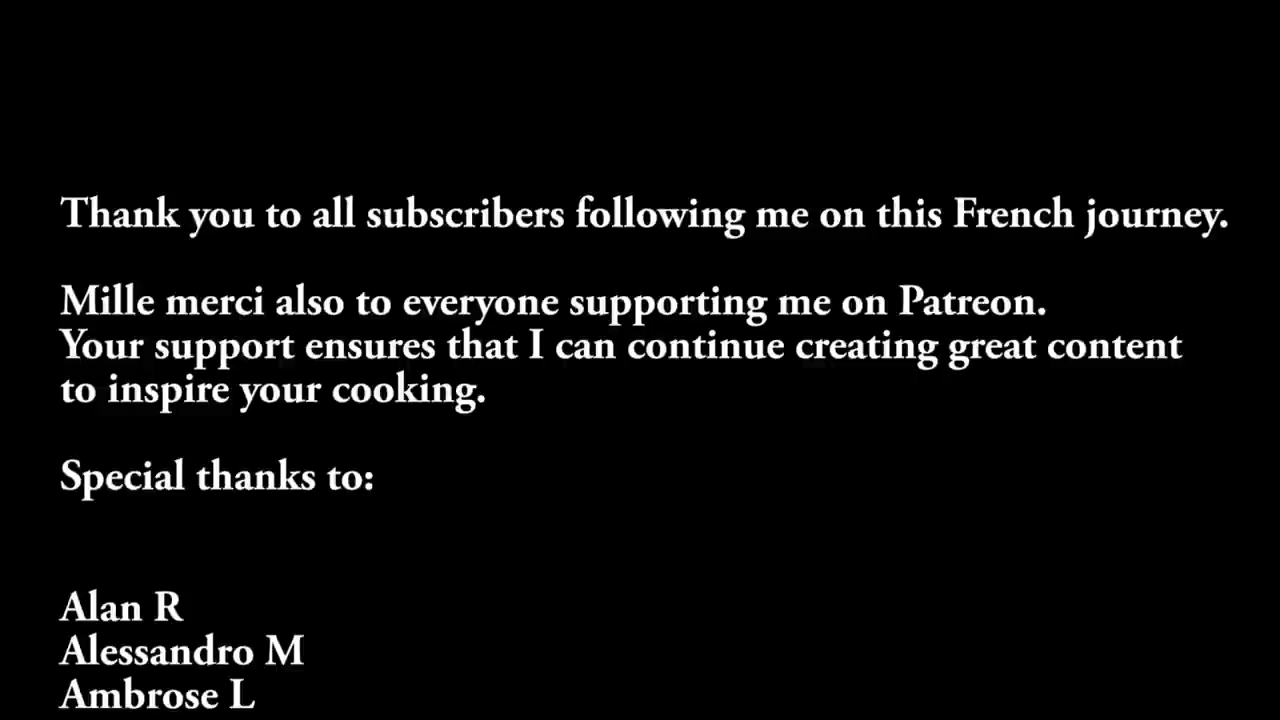 Thank you to all subscribers following me on this French journey.
Mille merci also to everyone supporting me on Patreon.
Your support ensures that I can continue creating great content
to inspire your cooking.
Special thanks to:
Alan R
Alessandro M
Ambrose L